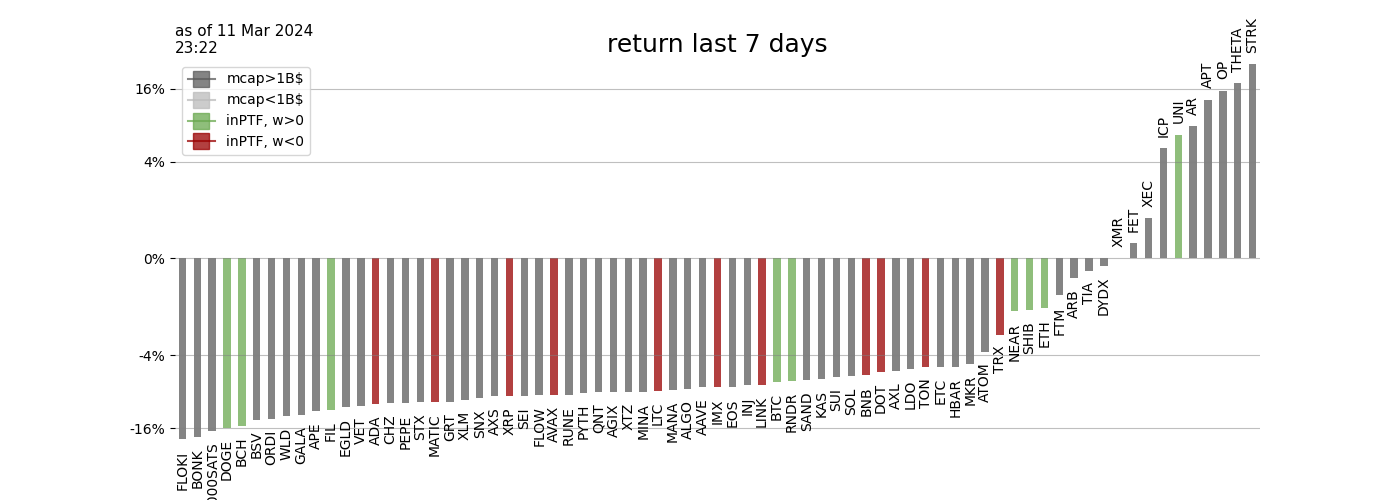 as of 11 Mar 2024
23:22
return last 7 days
mcap>1B$
mcap<1B$
inPTF, w>0
inPTF, w<0
16%
4%
0%
-4%
-16%
FLOKI
BONK
DOGE
BCH
BSV
ORDI
WLD
GALA
APE
FIL
EGLD
VET
ADA
CHZ
PEPE
STX
MATIC
GRT
XLM
SNX
AXS
XRP
SEI
FLOW
AVAX
RUNE
PYTH
QNT
AGIX
XTZ
MINA
LTC
MANA
ALGO
AAVE
IMX
EOS
INJ
LINK
BTC
RNDR
SAND
KAS
SUI
SOL
BNB
DOT
AXL
LDO
TON
ETC
HBAR
MKR
ATOM
TRX
NEAR
SHIB
ETH
FTM
ARB
TIA
DYDX
XMR
FET
XEC
ICP
UNI
AR
APT
OP
THETA
STRK